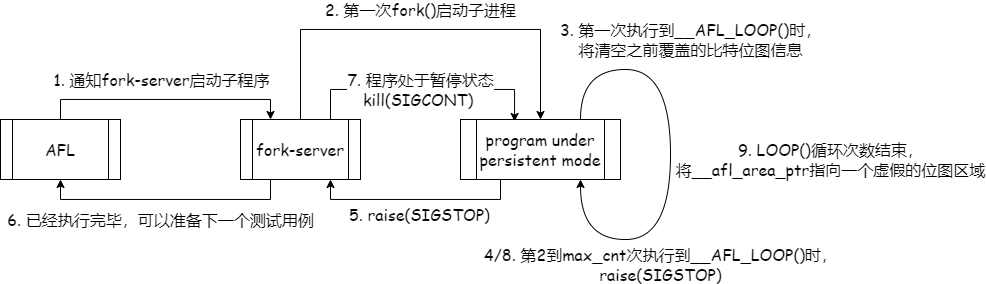 2. 第一次fork()启动子进程
3. 第一次执行到__AFL_LOOP()时，
将清空之前覆盖的比特位图信息
1. 通知fork-server启动子程序
7. 程序处于暂停状态
kill(SIGCONT)
AFL
fork-server
program under
persistent mode
9. LOOP()循环次数结束，
将__afl_area_ptr指向一个虚假的位图区域
6. 已经执行完毕，可以准备下一个测试用例
5. raise(SIGSTOP)
4/8. 第2到max_cnt次执行到__AFL_LOOP()时，
raise(SIGSTOP)